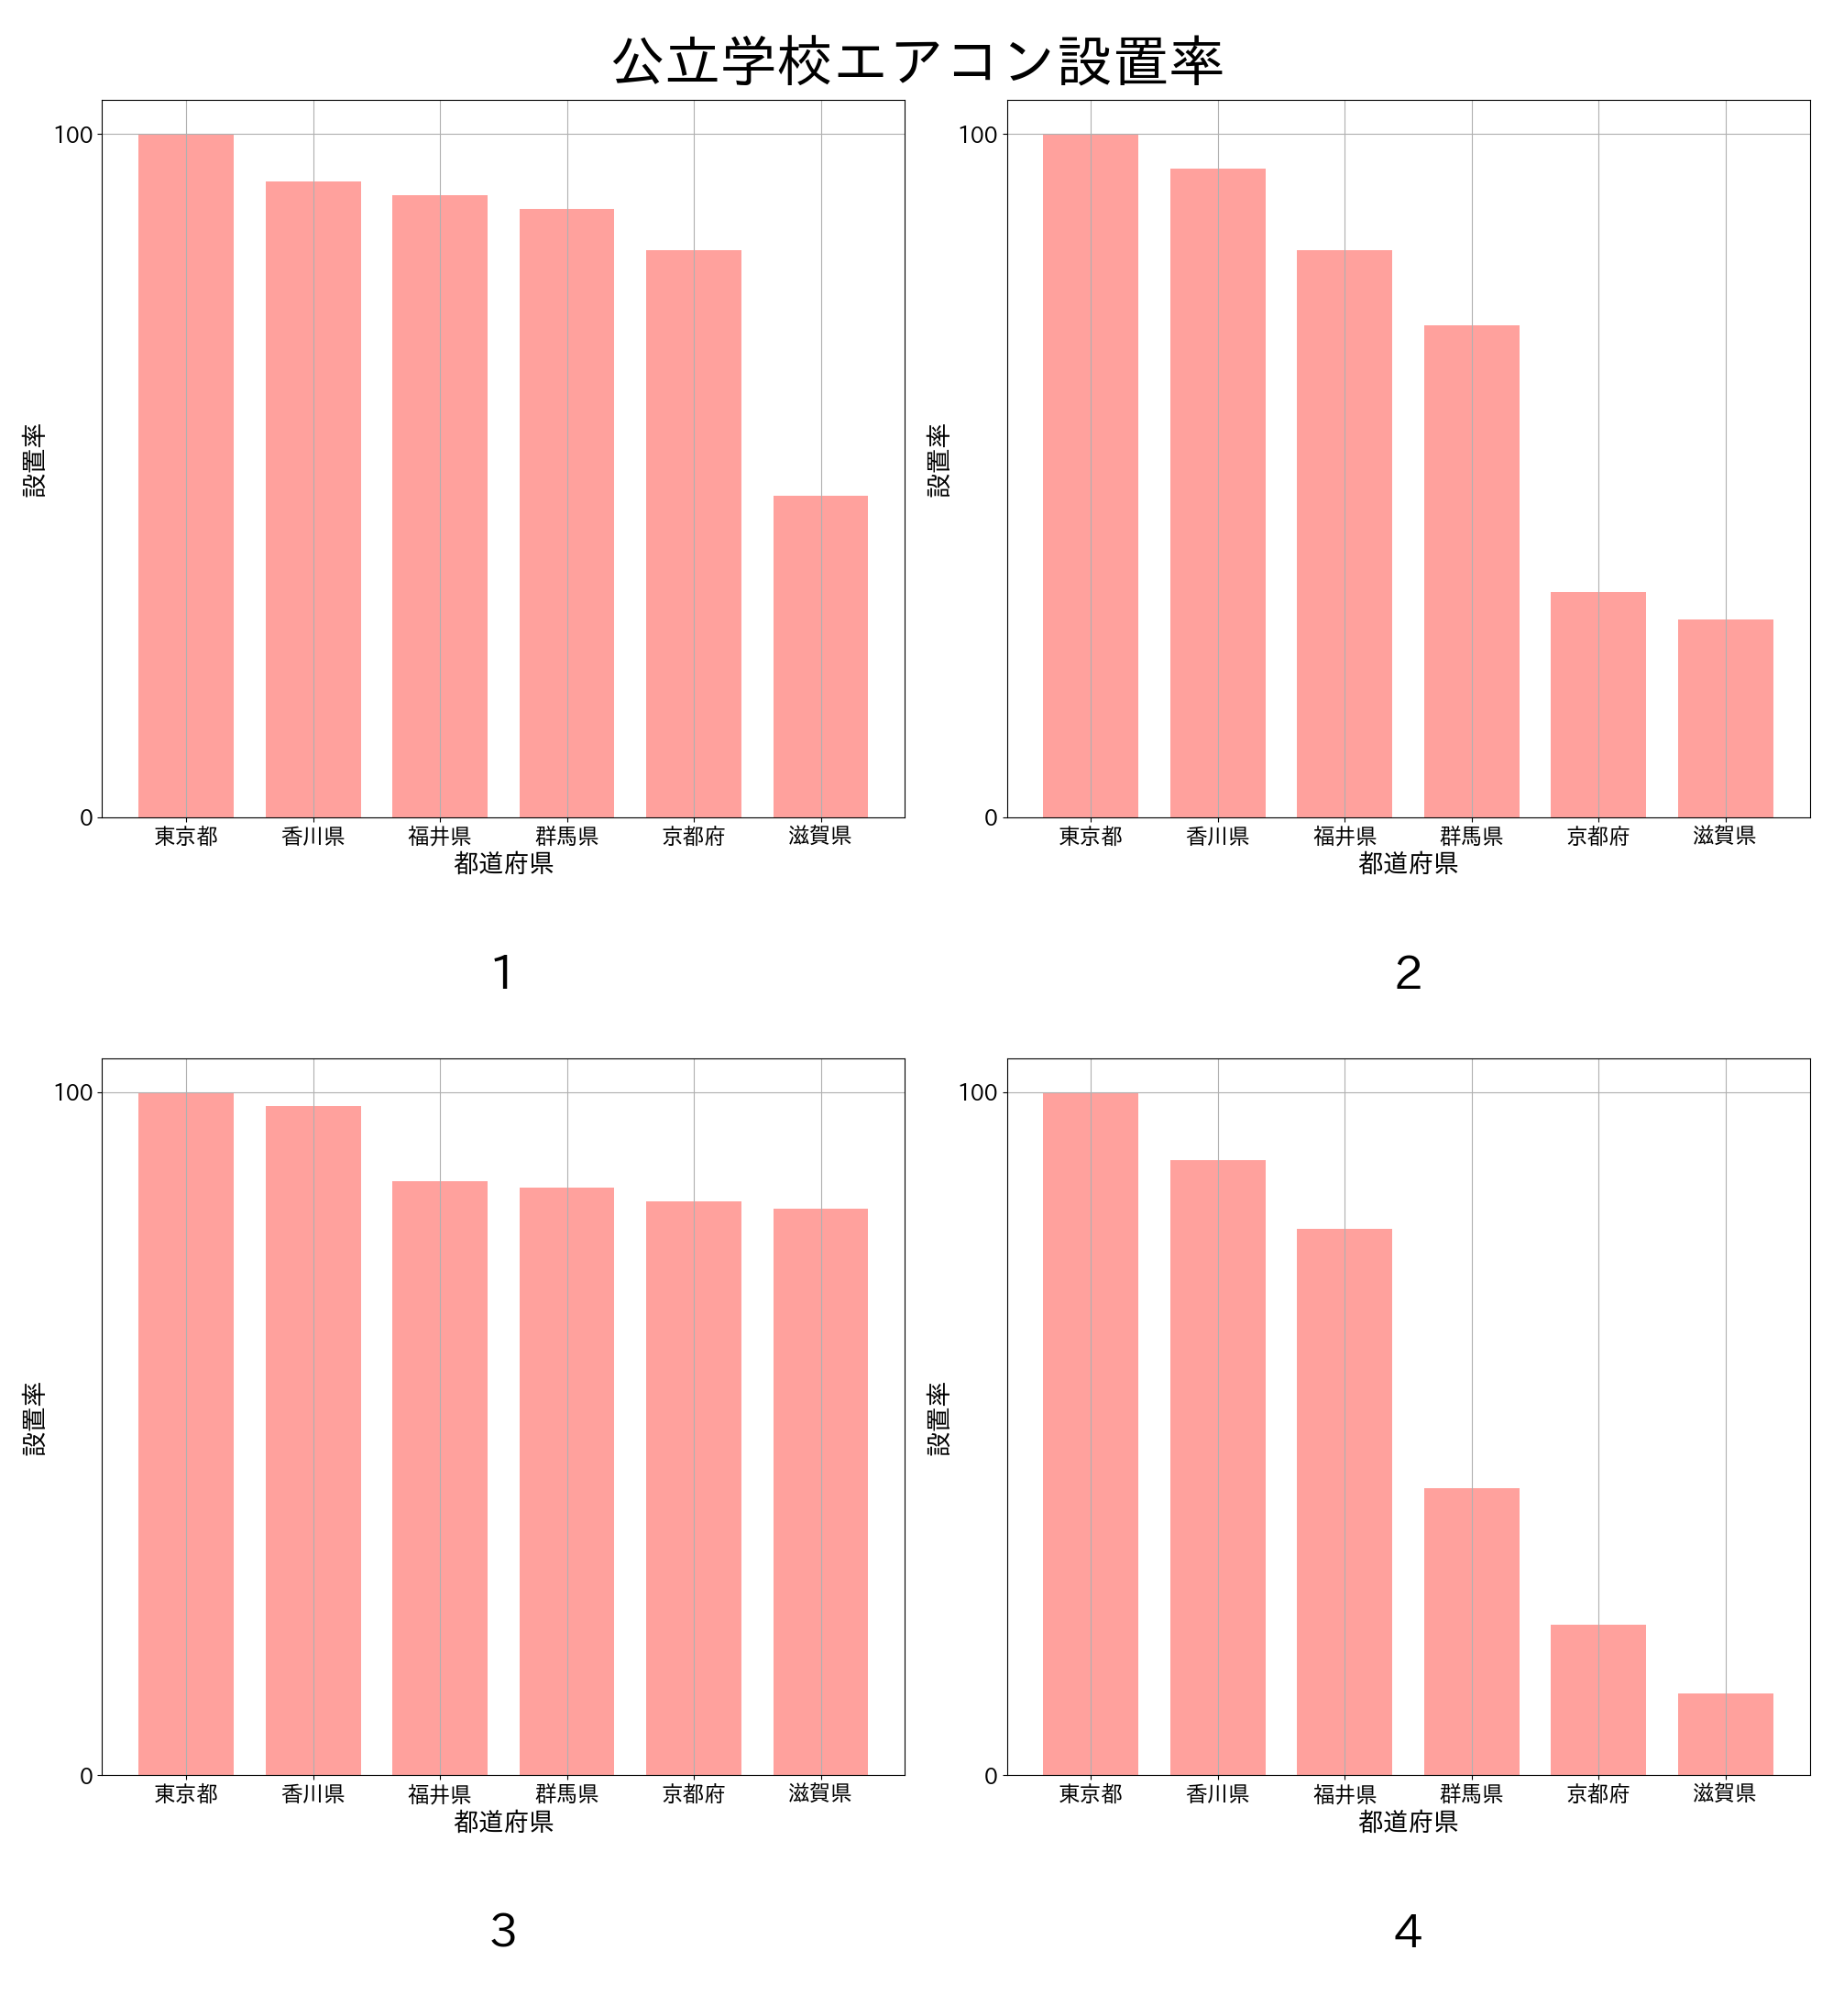 公立学校エアコン設置率
100
0
設置率
東京都 香川県 福井県 群馬県 京都府 滋賀県
都道府県
1
100
0
設置率
東京都 香川県 福井県 群馬県 京都府 滋賀県
都道府県
2
100
0
設置率
東京都 香川県 福井県 群馬県 京都府 滋賀県
都道府県
3
100
0
設置率
東京都 香川県 福井県 群馬県 京都府 滋賀県
都道府県
4